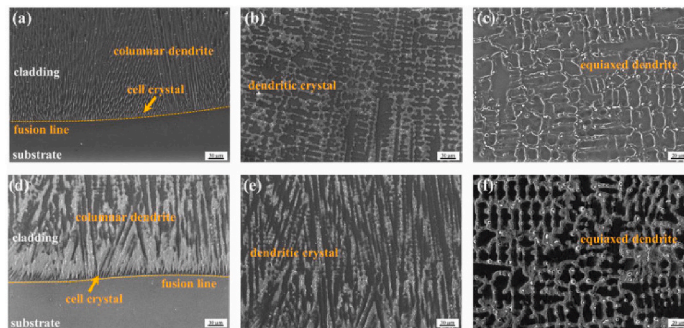 (a)
columnar dendrite
cladding
cell crystal
fusion line
substrate
(b)
dendritic crystal
(c)
equiaxed dendrite
(d)
columnar dendrite
cladding
fusion line
cell crystal
substrate
(e)
dendritic crystal
(f)
equiaxed dendrite